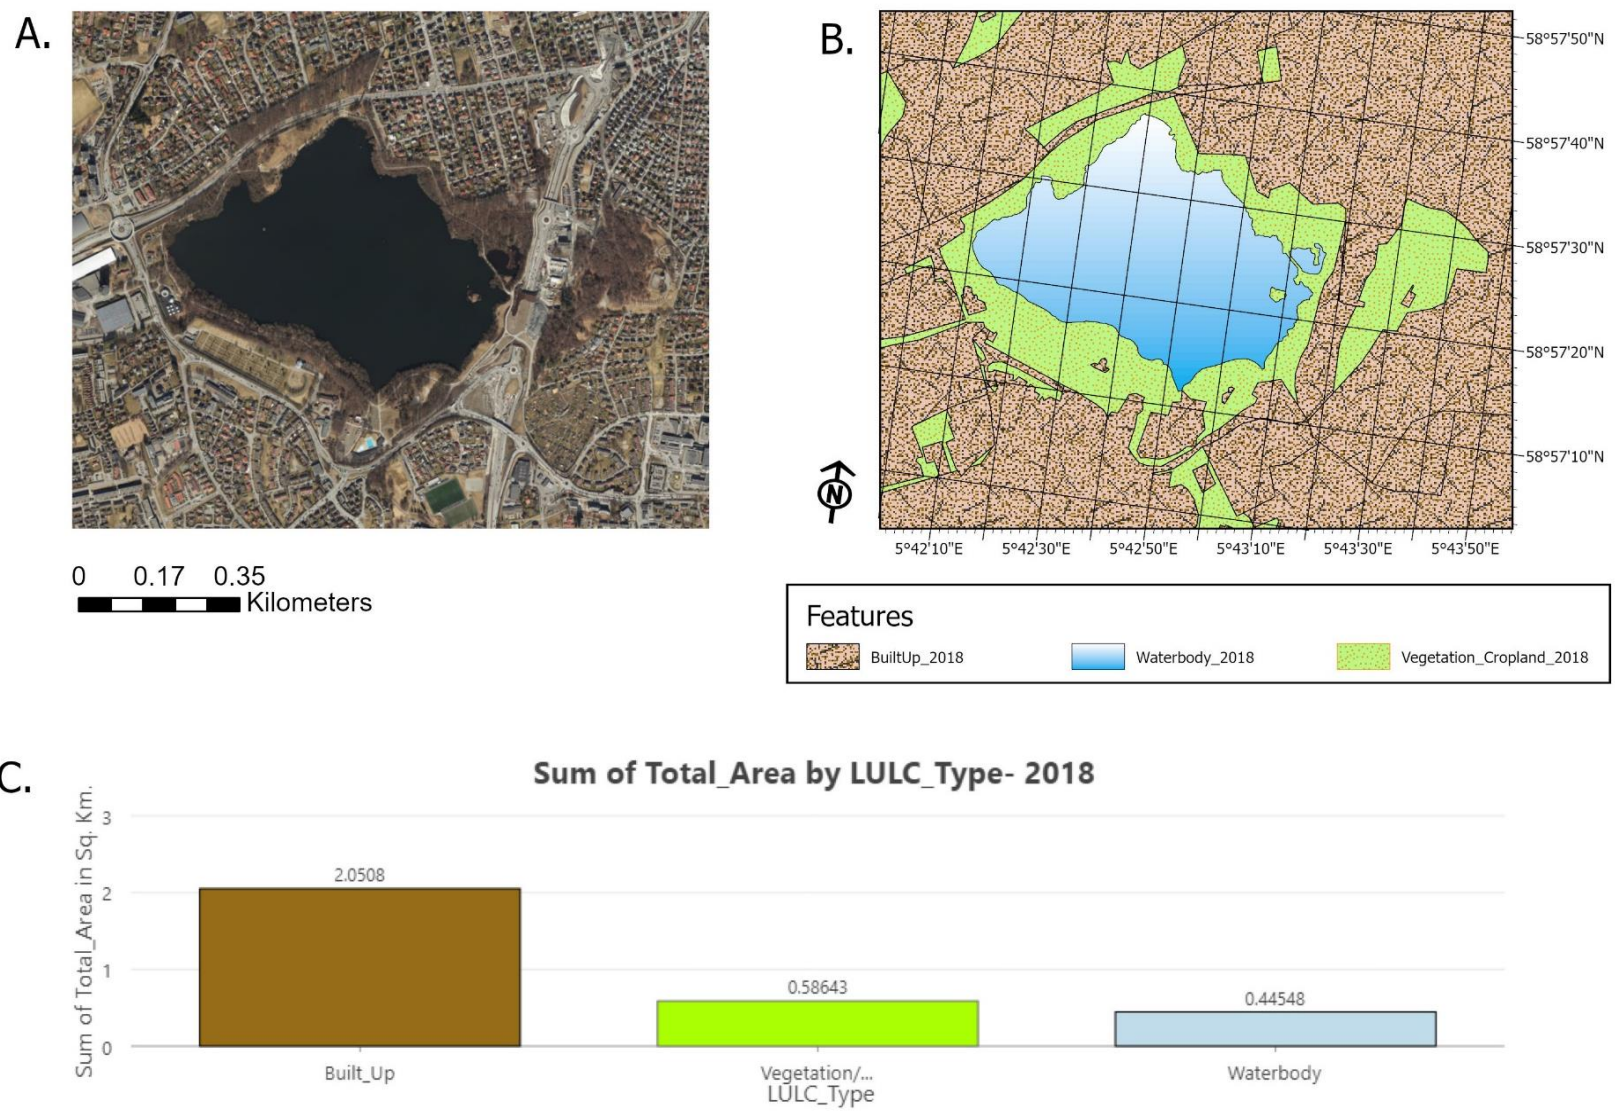 A.
B.
58°57'50"N
58°57'40"N
58°57'30"N
58°57'20"N
58°57'10"N
N
5°42'10"E 5°42'30"E 5°42'50"E 5°43'10"E 5°43'30"E 5°43'50"E
0 0.17 0.35
Kilometers
Features
BuiltUp_2018 Waterbody_2018 Vegetation_Cropland_2018
C.
Sum of Total_Area by LULC_Type- 2018
Sum of Total_Area in Sq. Km.
3
2
1
0
2.0508
0.58643
0.44548
Built_Up Vegetation/... Waterbody
LULC_Type